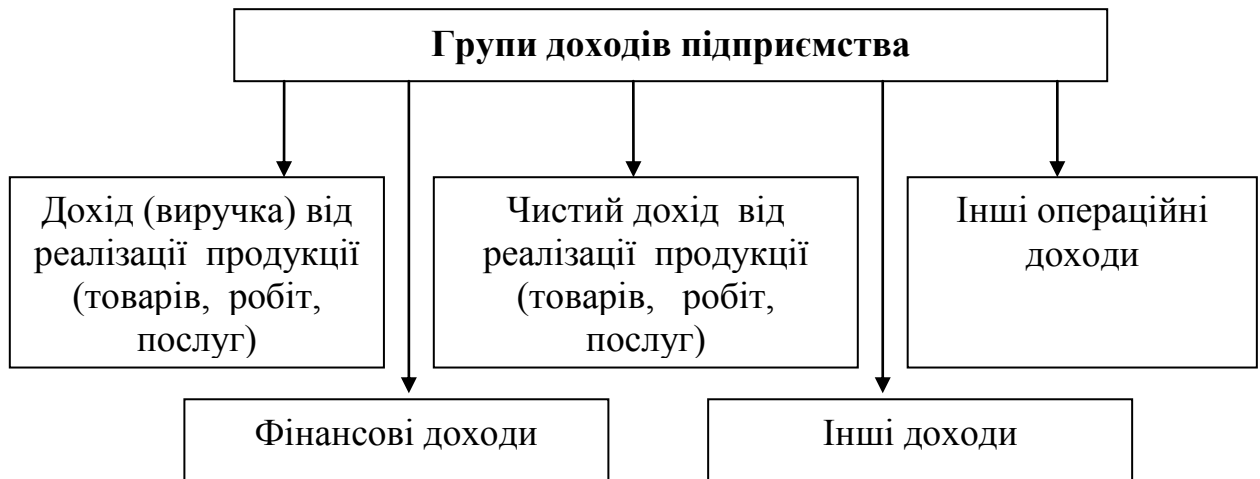 Групи доходів підприємства
Дохід (виручка) від
реалізації продукції
(товарів, робіт,
послуг)
Чистий дохід від
реалізації продукції
(товарів, робіт,
послуг)
Інші операційні
доходи
Фінансові доходи
Інші доходи